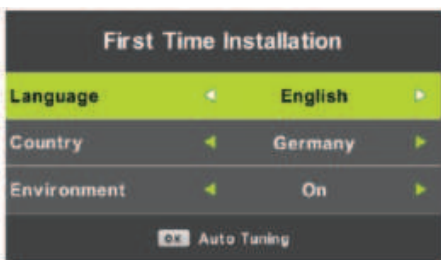 First Time Installation
Language English
Country Germany
Environment On
OK Auto Tuning